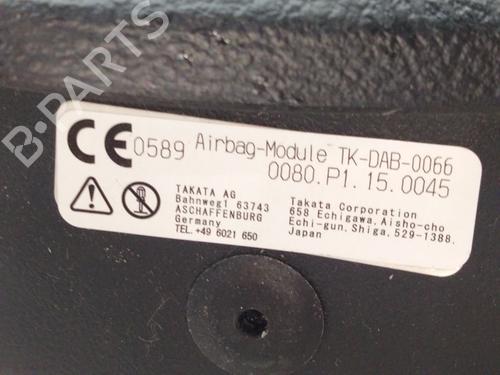 B-PARTS
CE 0589 Airbag-Module TK-DAB-0066
0080.P1.15.0045
TAKATA AG
Bahnweg1 63743
ASCHAFFENBURG
Germany
TEL.+49 6021 650
Takata Corporation
658 Echigawa.Aisho-cho
Echi-gun.Shiga.529-1388.
Japan